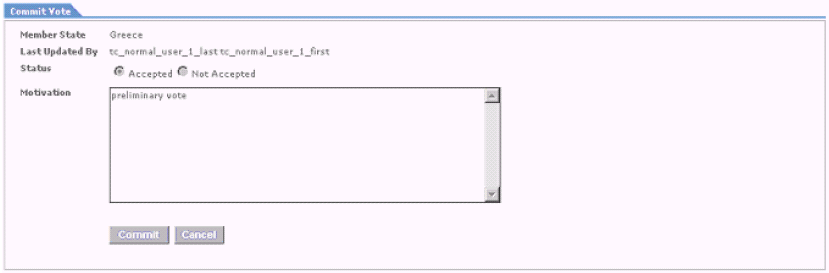 Commit Vote
Member State Greece
Last Updated By tc_normal_user_1_last tc_normal_user_1_first
Status Accepted Not Accepted
Motivation preliminary vote
Commit Cancel